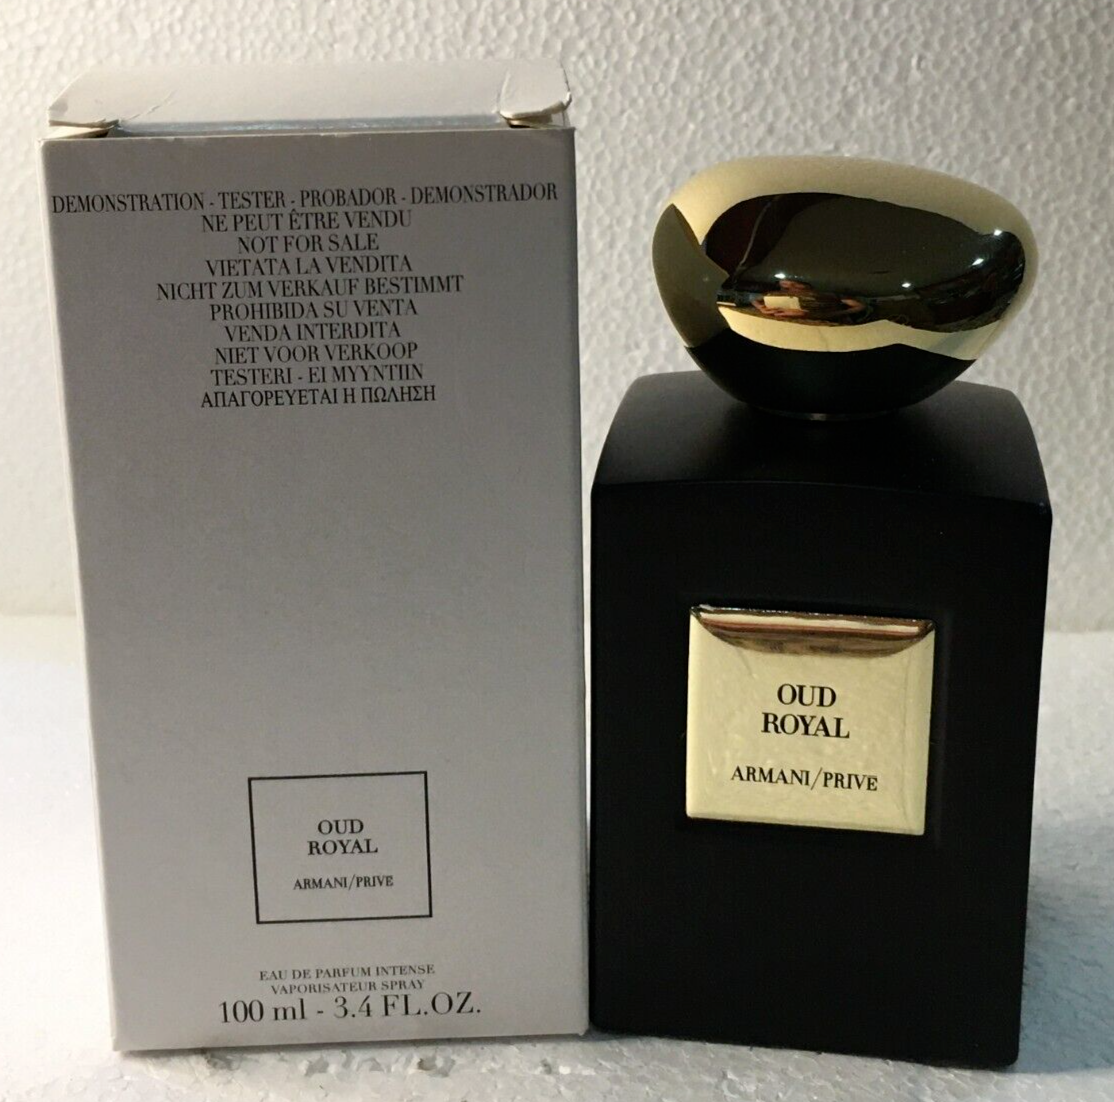 DEMONSTRATION - TESTER - PROBADOR - DEMONSTRADOR
NE PEUT ÊTRE VENDU
NOT FOR SALE
VIETATA LA VENDITA
NICHT ZUM VERKAUF BESTIMMT
PROHIBIDA SU VENTA
VENDA INTERDITA
NIET VOOR VERKOOP
TESTERI - EI MYYNTIIN
ΑΠΑΓΟΡΕΥΕΤΑΙ Η ΠΩΛΗΣΗ
OUD
ROYAL
ARMANI/PRIVE
EAU DE PARFUM INTENSE
VAPORISATEUR SPRAY
100 ml - 3.4 FL.OZ.
OUD
ROYAL
ARMANI/PRIVE